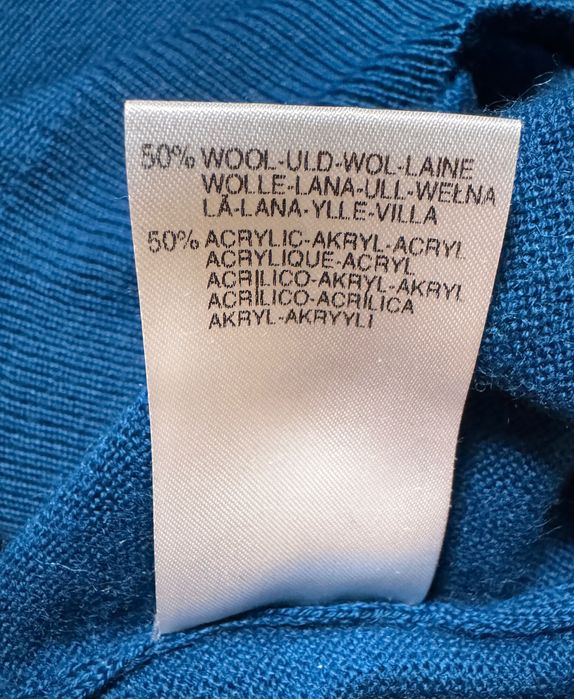 50% WOOL-ULD-WOL-LAINE
WOLLE-LANA-ULL-WEŁNA
LÃ-LANA-YLLE-VILLA
50% ACRYLIC-AKRYL-ACRYL
ACRYLIQUE-ACRYL
ACRILICO-AKRYL-AKRYL
ACRILICO-ACRILICA
AKRYL-AKRYYLI